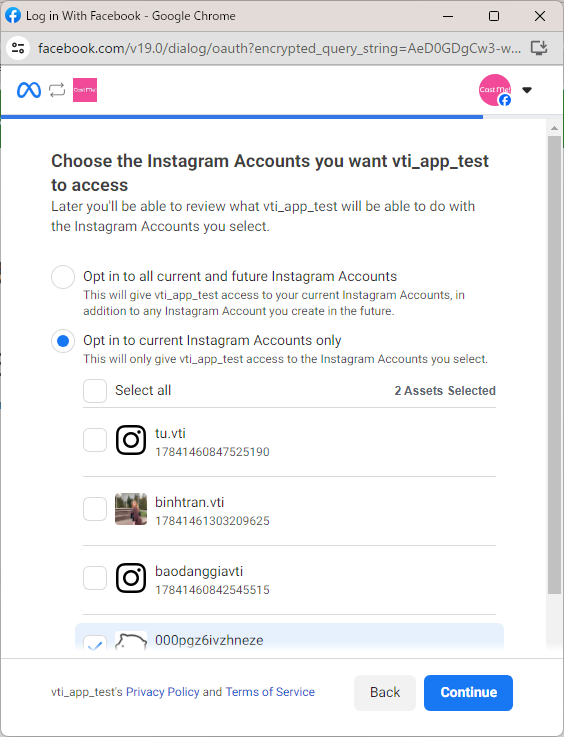 Log in With Facebook - Google Chrome
facebook.com/v19.0/dialog/oauth?encrypted_query_string=AeD0GDgCw3-w...
Cast Me!
Cast Me!
Choose the Instagram Accounts you want vti_app_test
to access
Later you'll be able to review what vti_app_test will be able to do with
the Instagram Accounts you select.
Opt in to all current and future Instagram Accounts
This will give vti_app_test access to your current Instagram Accounts, in
addition to any Instagram Account you create in the future.
Opt in to current Instagram Accounts only
This will only give vti_app_test access to the Instagram Accounts you select.
Select all
2 Assets Selected
tu.vti
17841460847525190
binhtran.vti
17841461303209625
baodanggiavti
17841460842545515
000pgz6ivzhneze
vti_app_test's Privacy Policy and Terms of Service
Back
Continue